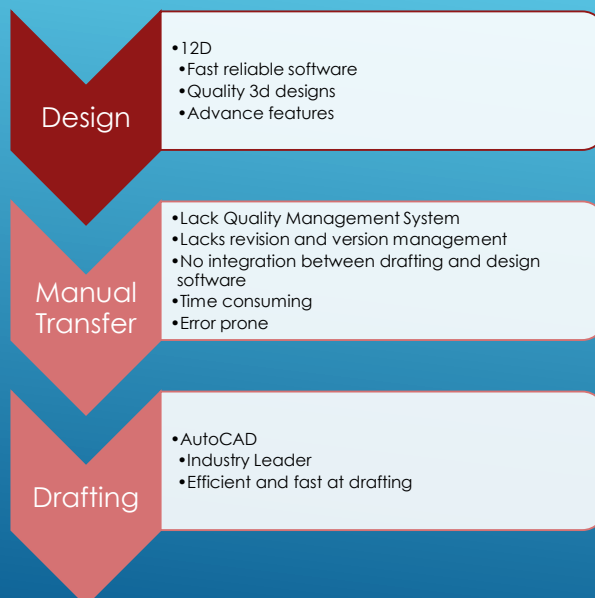 Design
•12D
•Fast reliable software
•Quality 3d designs
•Advance features
Manual
Transfer
•Lack Quality Management System
•Lacks revision and version management
•No integration between drafting and design
software
•Time consuming
•Error prone
Drafting
•AutoCAD
•Industry Leader
•Efficient and fast at drafting